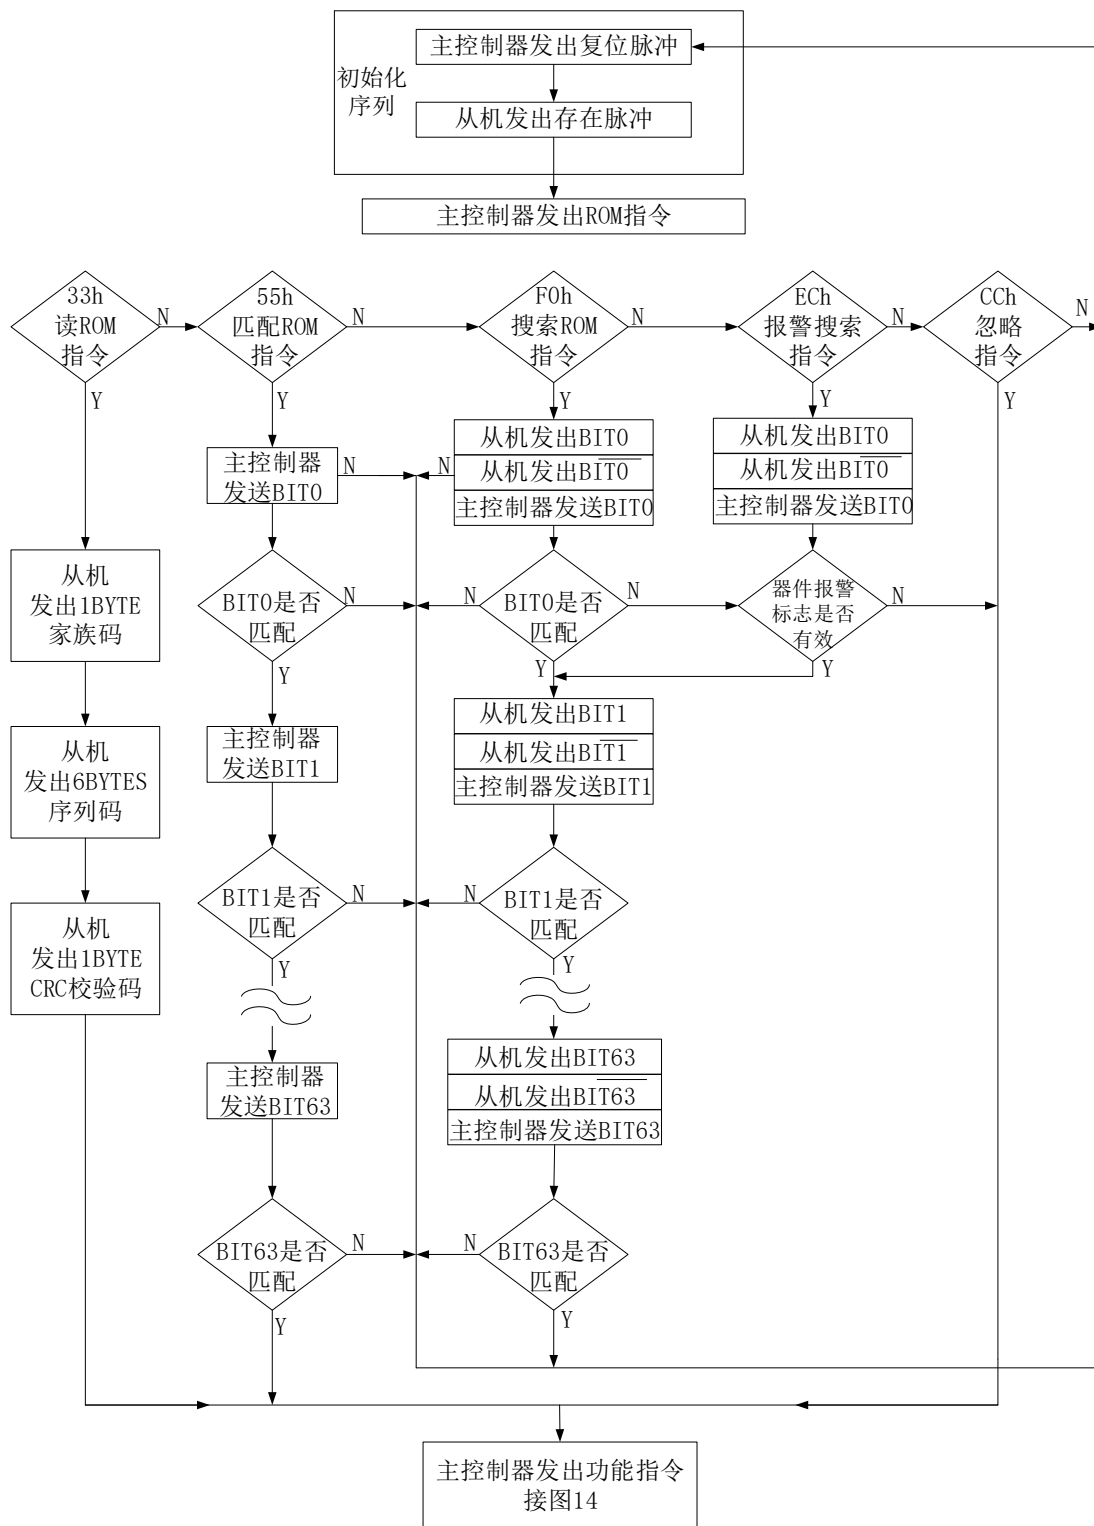 主控制器发出复位脉冲
初始化
序列
从机发出存在脉冲
主控制器发出ROM指令
33h
读ROM
指令
N
Y
55h
匹配ROM
指令
N
Y
F0h
搜索ROM
指令
N
Y
ECh
报警搜索
指令
N
Y
CCh
忽略
指令
N
Y
主控制器
发送BIT0
N
从机发出BIT0
从机发出B̅I̅T̅0̅
主控制器发送BIT0
从机发出BIT0
从机发出B̅I̅T̅0̅
主控制器发送BIT0
从机
发出1BYTE
家族码
BIT0是否
匹配
N
Y
N
BIT0是否
匹配
N
Y
器件报警
标志是否
有效
N
Y
从机
发出6BYTES
序列码
主控制器
发送BIT1
从机发出BIT1
从机发出B̅I̅T̅1̅
主控制器发送BIT1
从机
发出1BYTE
CRC校验码
BIT1是否
匹配
N
Y
N
BIT1是否
匹配
Y
主控制器
发送BIT63
从机发出BIT63
从机发出B̅I̅T̅6̅3̅
主控制器发送BIT63
BIT63是否
匹配
N
Y
N
BIT63是否
匹配
Y
主控制器发出功能指令
接图14